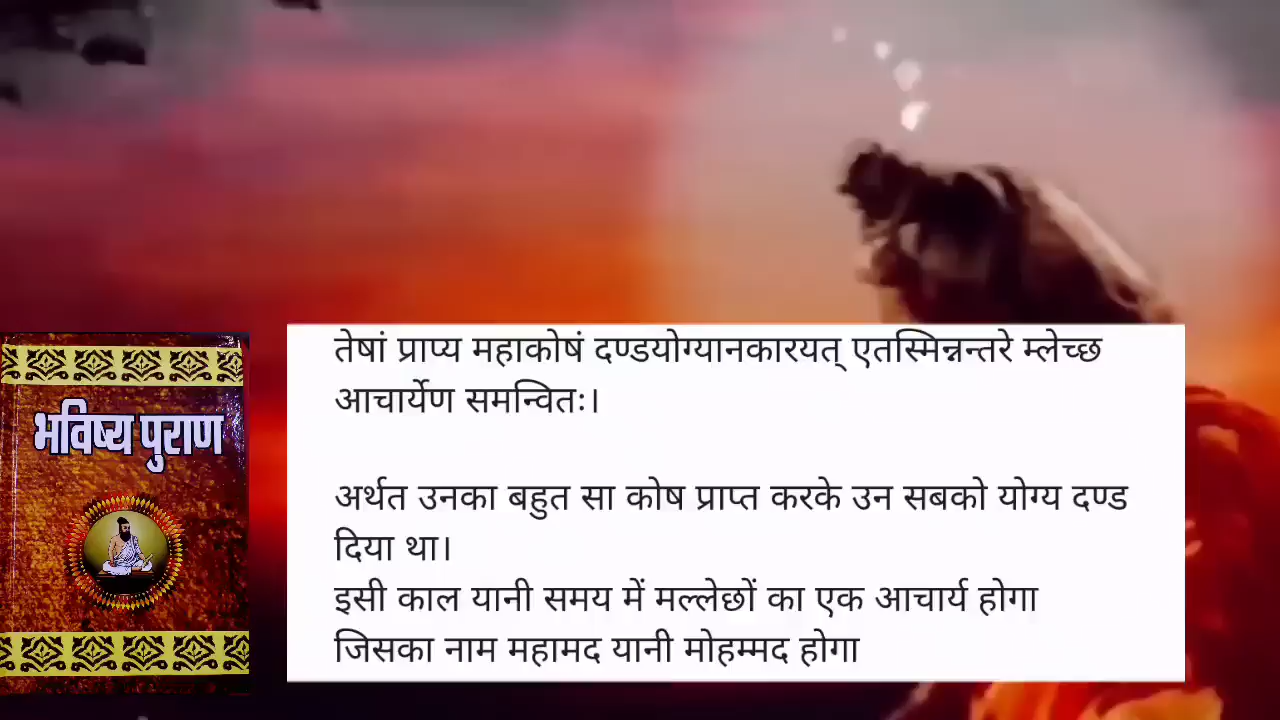 भविष्य पुराण
तेषां प्राप्य महाकोषं दण्डयोग्यानकारयत् एतस्मिन्नन्तरे म्लेच्छ
आचार्येण समन्वितः।
अर्थत उनका बहुत सा कोष प्राप्त करके उन सबको योग्य दण्ड
दिया था।
इसी काल यानी समय में मल्लेछों का एक आचार्य होगा
जिसका नाम महामद यानी मोहम्मद होगा